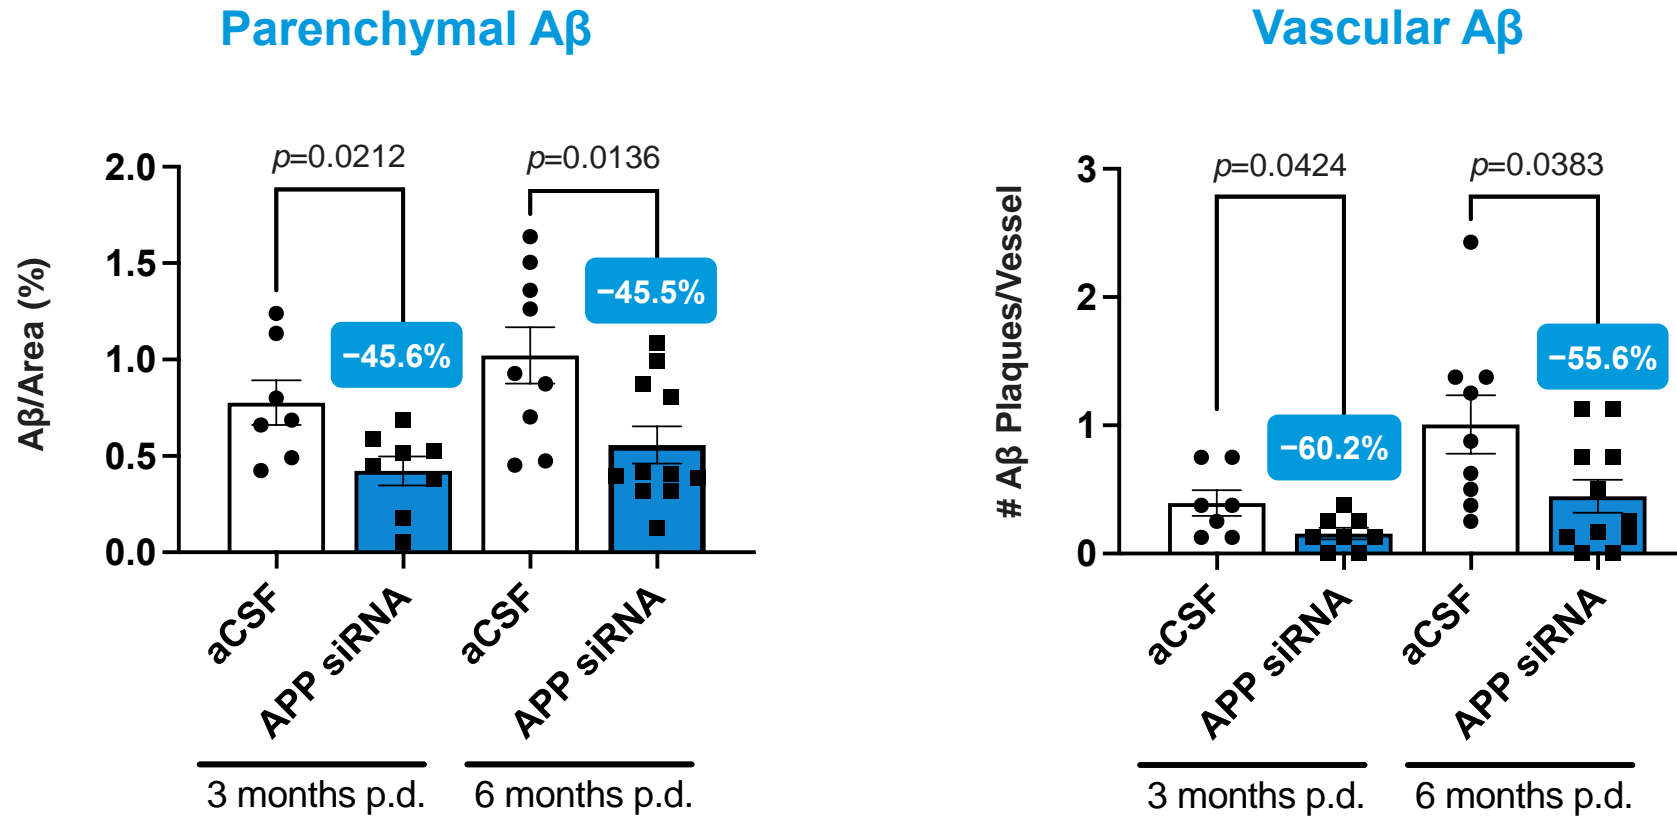 Parenchymal Aβ
Aβ/Area (%)
2.0
1.5
1.0
0.5
0.0
p=0.0212
p=0.0136
−45.6%
−45.5%
aCSF
APP siRNA
aCSF
APP siRNA
3 months p.d.
6 months p.d.
Vascular Aβ
# Aβ Plaques/Vessel
3
2
1
0
p=0.0424
p=0.0383
−60.2%
−55.6%
aCSF
APP siRNA
aCSF
APP siRNA
3 months p.d.
6 months p.d.